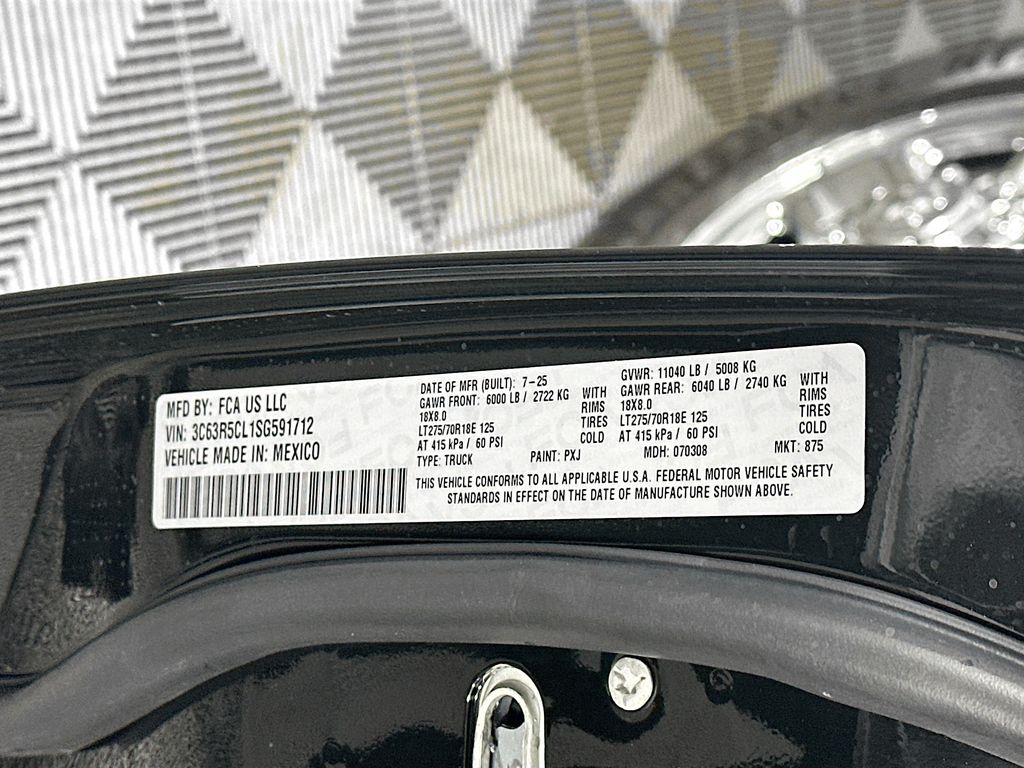 MFD BY: FCA US LLC
VIN: 3C63R5CL1SG591712
VEHICLE MADE IN: MEXICO
DATE OF MFR (BUILT): 7-25
GAWR FRONT: 6000 LB / 2722 KG
18X8.0
LT275/70R18E 125
AT 415 kPa / 60 PSI
WITH
RIMS
TIRES
COLD
GVWR: 11040 LB / 5008 KG
GAWR REAR: 6040 LB / 2740 KG
18X8.0
LT275/70R18E 125
AT 415 kPa / 60 PSI
WITH
RIMS
TIRES
COLD
TYPE: TRUCK PAINT: PXJ MDH: 070308 MKT: 875
THIS VEHICLE CONFORMS TO ALL APPLICABLE U.S.A. FEDERAL MOTOR VEHICLE SAFETY
STANDARDS IN EFFECT ON THE DATE OF MANUFACTURE SHOWN ABOVE.